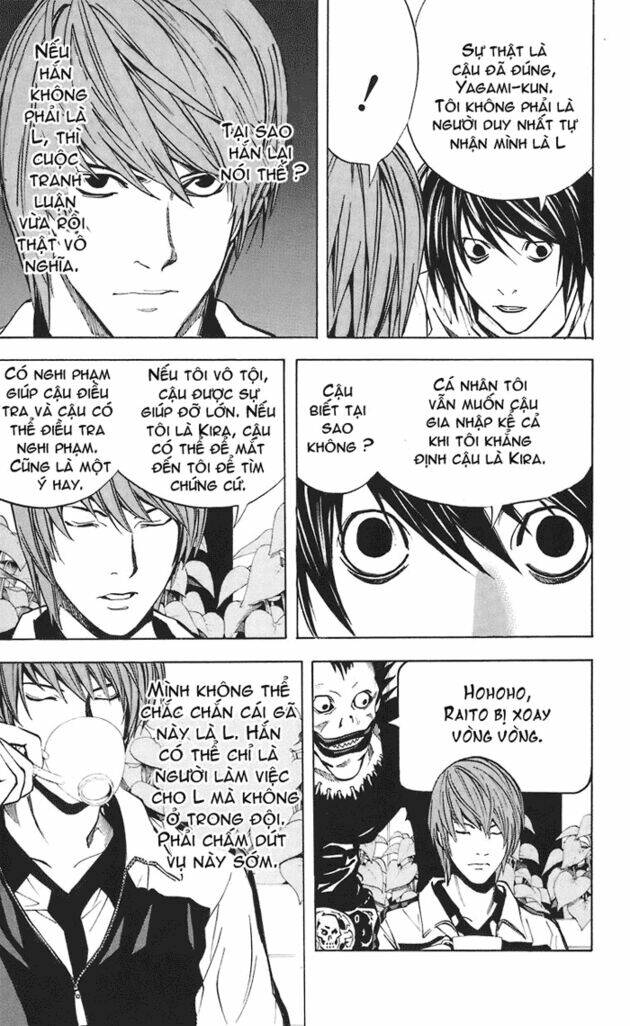 Sự thật là
cậu đã đúng,
Yagami-kun.
Tôi không phải là
người duy nhất tự
nhận mình là L
!
Tại sao
hắn lại
nói thế ?
Nếu
hắn
không
phải là
L, thì
cuộc
tranh
luận
vừa rồi
thật vô
nghĩa.
Cá nhân tôi
vẫn muốn cậu
gia nhập kể cả
khi tôi khẳng
định cậu là Kira.
Cậu
biết tại
sao
không ?
Nếu tôi vô tội,
cậu được sự
giúp đỡ lớn. Nếu
tôi là Kira, cậu
có thể để mắt
đến tôi để tìm
chứng cứ.
Có nghi phạm
giúp cậu điều
tra và cậu có
thể điều tra
nghi phạm.
Cũng là một
ý hay.
Hohoho,
Raito bị xoay
vòng vòng.
Mình không thể
chắc chắn cái gã
này là L. Hắn
có thể chỉ là
người làm việc
cho L mà không
ở trong đội.
Phải chấm dứt
vụ này sớm.